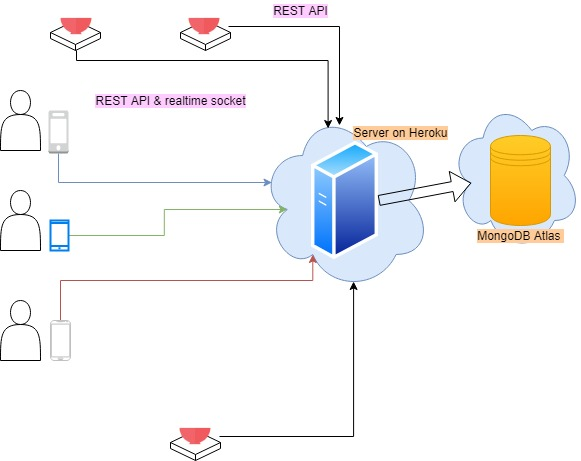 REST API
REST API & realtime socket
Server on Heroku
MongoDB Atlas